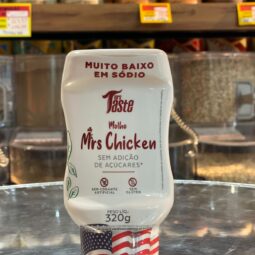 MUITO BAIXO
EM SÓDIO
Mrs
Taste
Molho
Mrs Chicken
SEM ADIÇÃO
DE AÇÚCARES*
SEM CORANTE
ARTIFICIAL
SEM
GLÚTEN
PESO LÍQ.:
320g